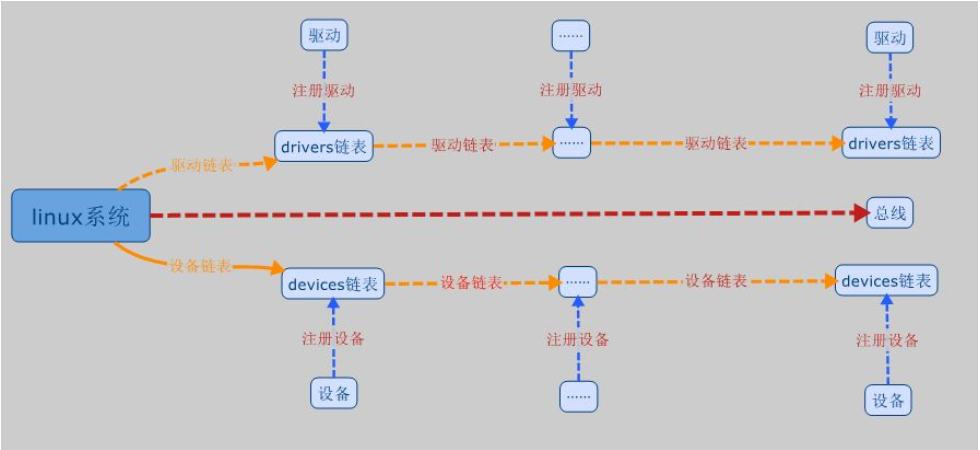 驱动
……
驱动
注册驱动
注册驱动
注册驱动
drivers链表
驱动链表
……
驱动链表
drivers链表
驱动链表
linux系统
总线
设备链表
devices链表
设备链表
……
设备链表
devices链表
注册设备
注册设备
注册设备
设备
……
设备